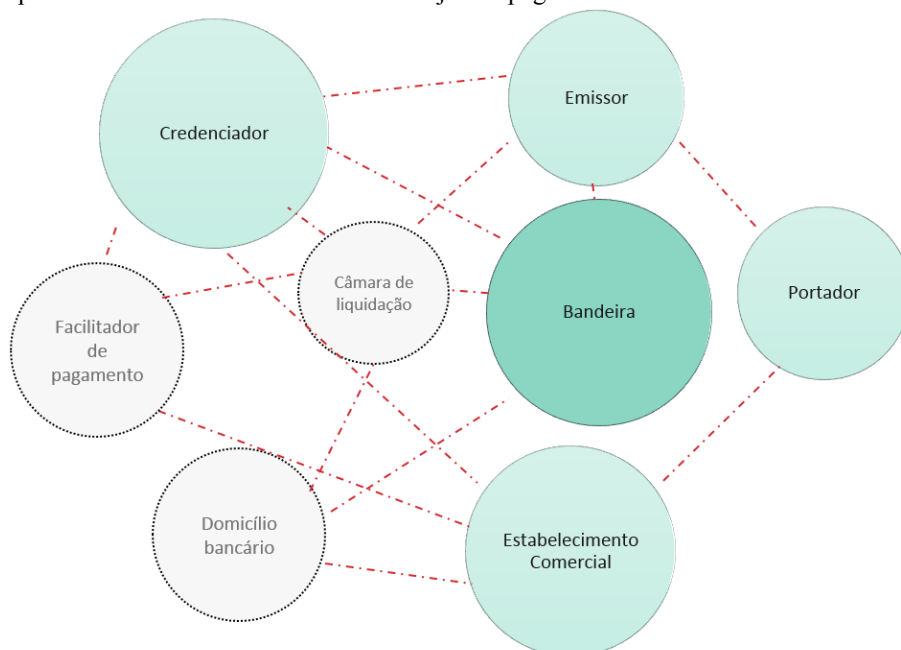 Emissor
Credenciador
Câmara de
liquidação
Bandeira
Portador
Facilitador
de
pagamento
Domicílio
bancário
Estabelecimento
Comercial